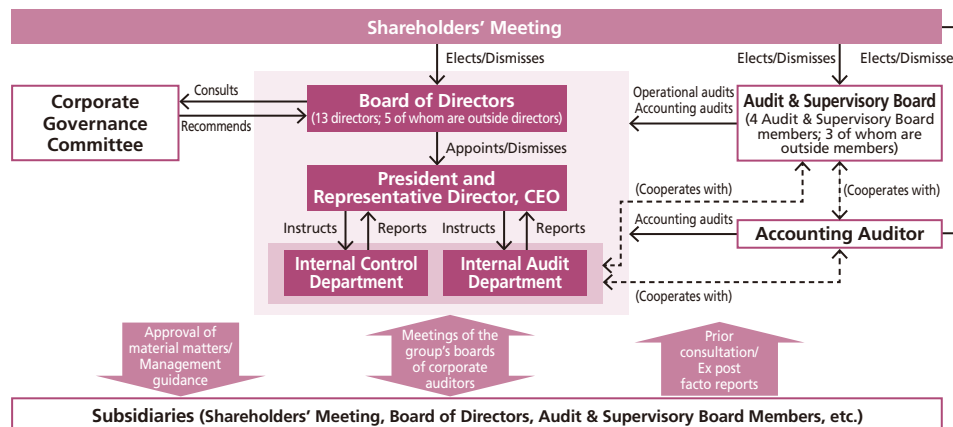 Shareholders' Meeting
Elects/Dismisses
Elects/Dismisses
Elects/Dismisse
Consults
Recommends
Corporate
Governance
Committee
Board of Directors
(13 directors; 5 of whom are outside directors)
Operational audits
Accounting audits
Audit & Supervisory Board
(4 Audit & Supervisory Board
members; 3 of whom are
outside members)
Appoints/Dismisses
President and
Representative Director, CEO
(Cooperates with)
(Cooperates with)
Instructs
Reports
Instructs
Reports
Accounting audits
Accounting Auditor
Internal Control
Department
Internal Audit
Department
(Cooperates with)
Approval of
material matters/
Management
guidance
Meetings of the
group's boards
of corporate
auditors
Prior
consultation/
Ex post
facto reports
Subsidiaries (Shareholders' Meeting, Board of Directors, Audit & Supervisory Board Members, etc.)